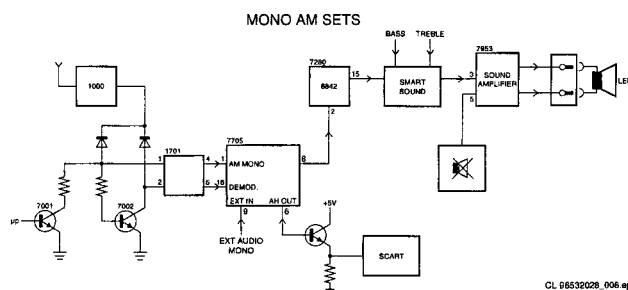 MONO AM SETS
BASS TREBLE
7953
7280
15
6842
2
SMART
SOUND
3
5
SOUND
AMPLIFIER
1000
1701
1 4
2 5
7705
1 AM MONO
8
16 DEMOD.
EXT IN AM OUT
9 6
EXT AUDIO
MONO
+5V
SCART
7001
7002
μp
CL 96532028_006.ep